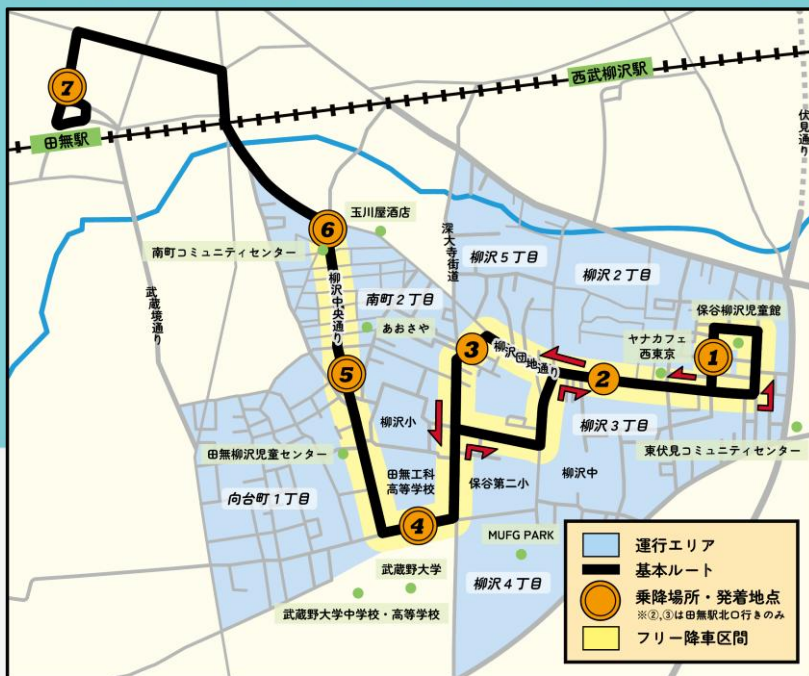 7
西武柳沢駅
田無駅
伏見通り
6
玉川屋酒店
南町コミュニティセンター
深大寺街道
柳沢5丁目
柳沢2丁目
武蔵境通り
柳沢中央通り
南町2丁目
保谷柳沢児童館
あおさや
ヤナカフェ
西東京
1
3
柳沢団地通り
2
5
柳沢小
柳沢3丁目
東伏見コミュニティセンター
田無柳沢児童センター
田無工科
高等学校
保谷第二小
柳沢中
向台町1丁目
4
MUFG PARK
武蔵野大学
柳沢4丁目
武蔵野大学中学校・高等学校
運行エリア
基本ルート
乗降場所・発着地点
※②,③は田無駅北口行きのみ
フリー降車区間